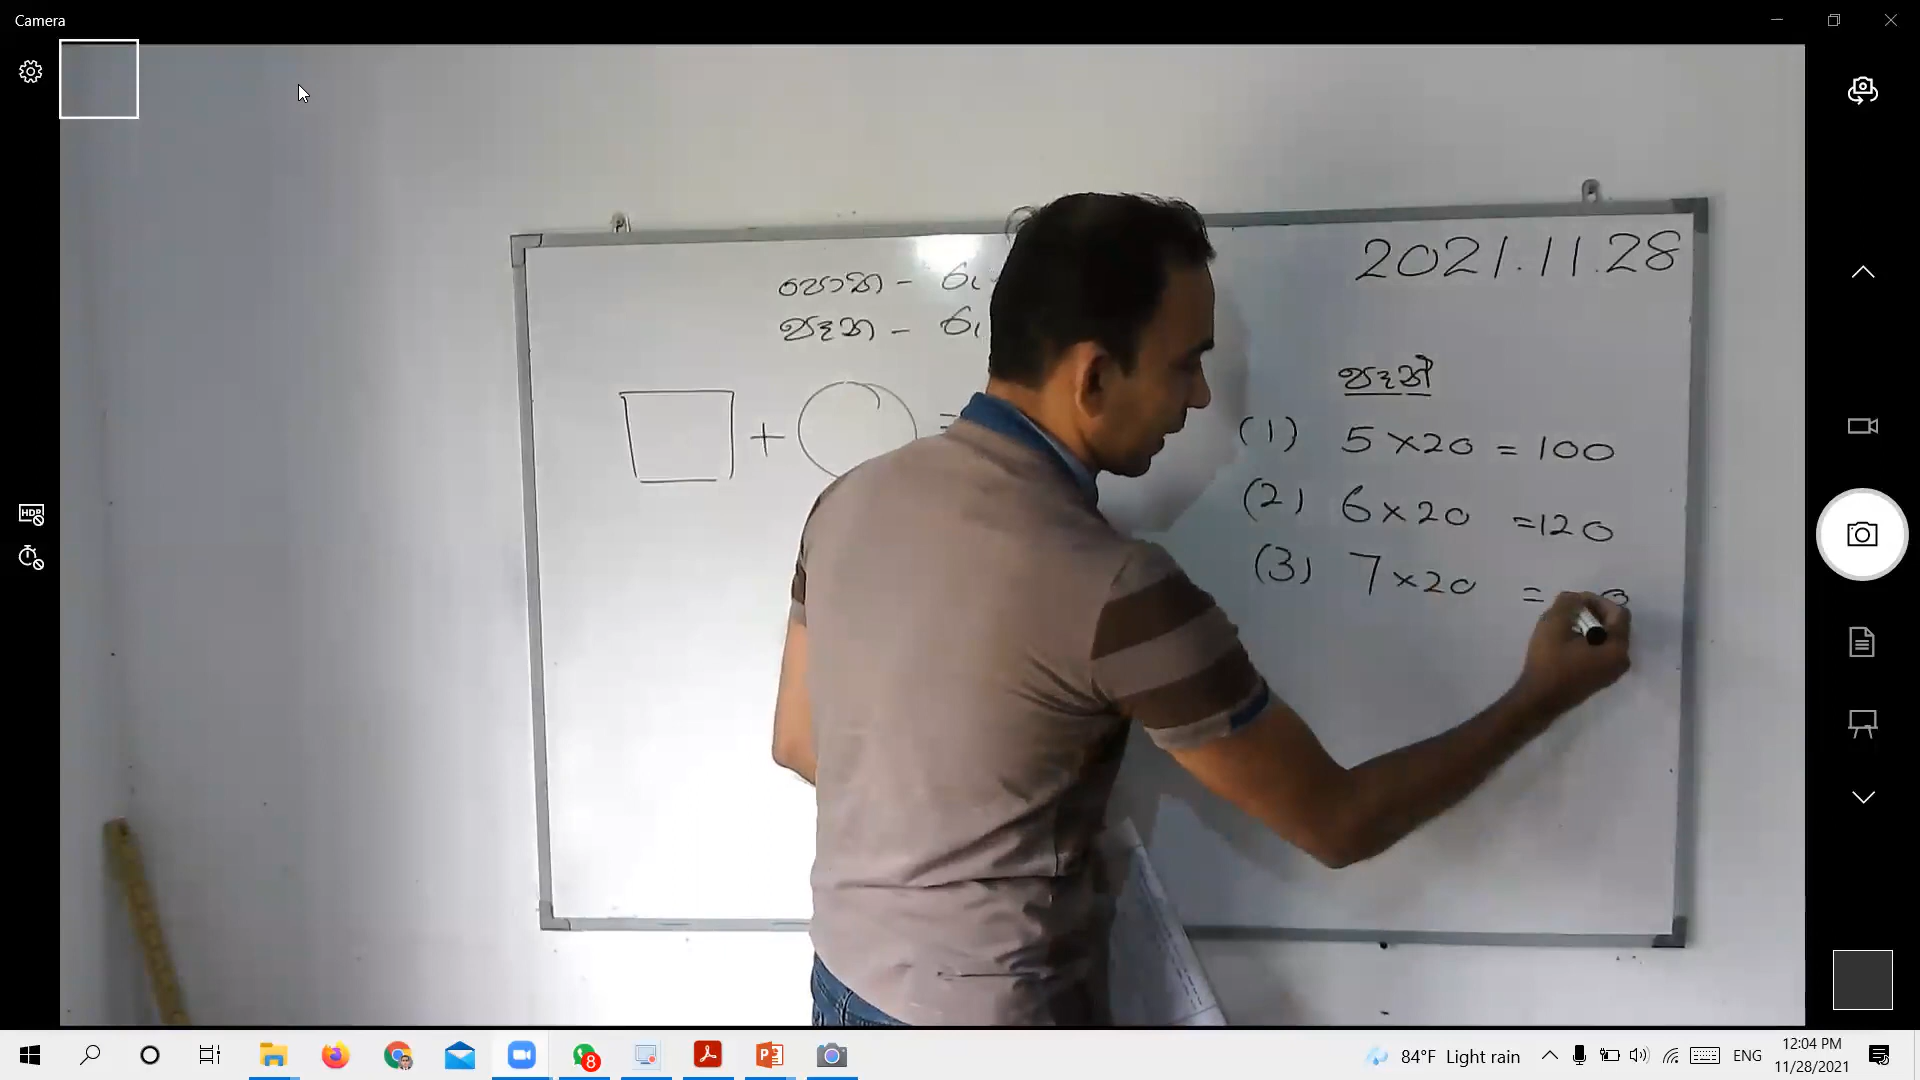 Camera
2021.11.28
පොත - රු
පෑන - රු
පෑන්
+ =
(1) 5 × 20 = 100
(2) 6 × 20 = 120
(3) 7 × 20 =
84°F Light rain
ENG
12:04 PM
11/28/2021
8